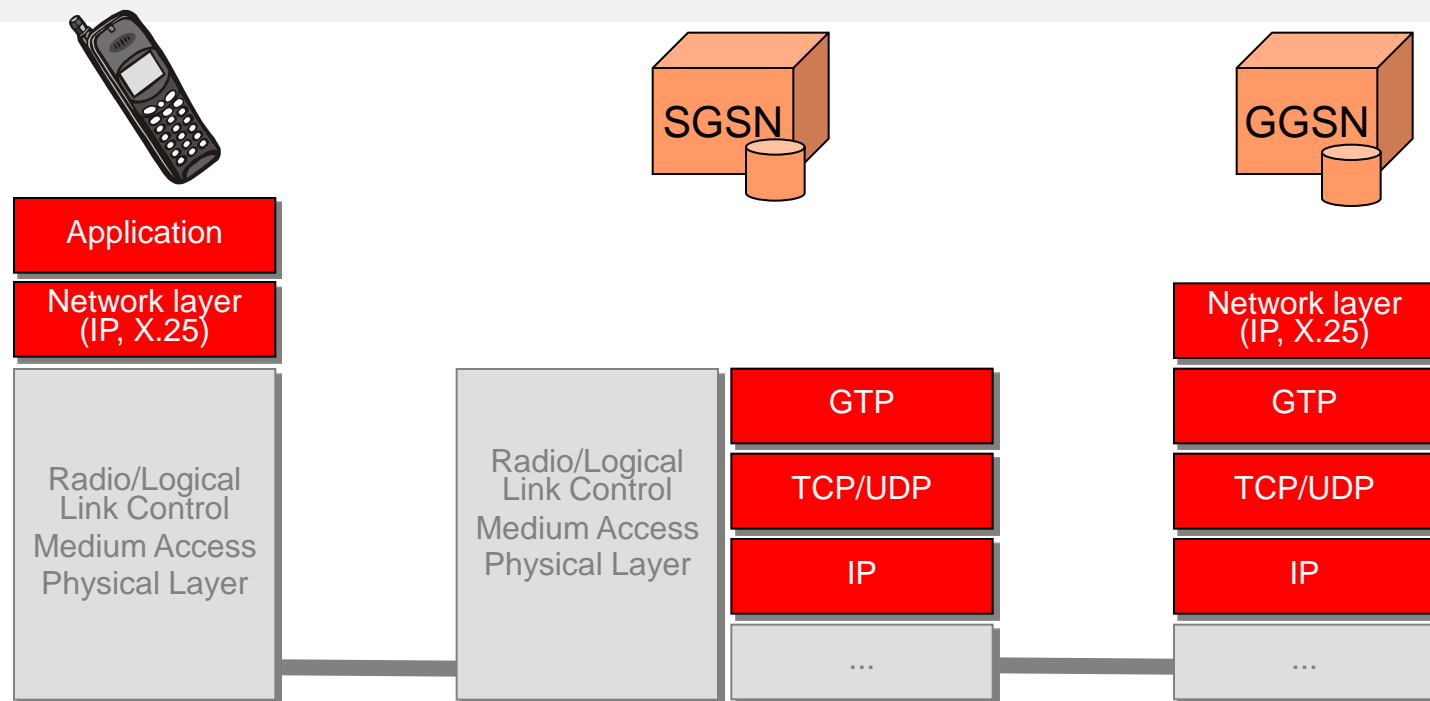 SGSN
GGSN
Application
Network layer
(IP, X.25)
Radio/Logical
Link Control
Medium Access
Physical Layer
Radio/Logical
Link Control
Medium Access
Physical Layer
GTP
TCP/UDP
IP
...
Network layer
(IP, X.25)
GTP
TCP/UDP
IP
...